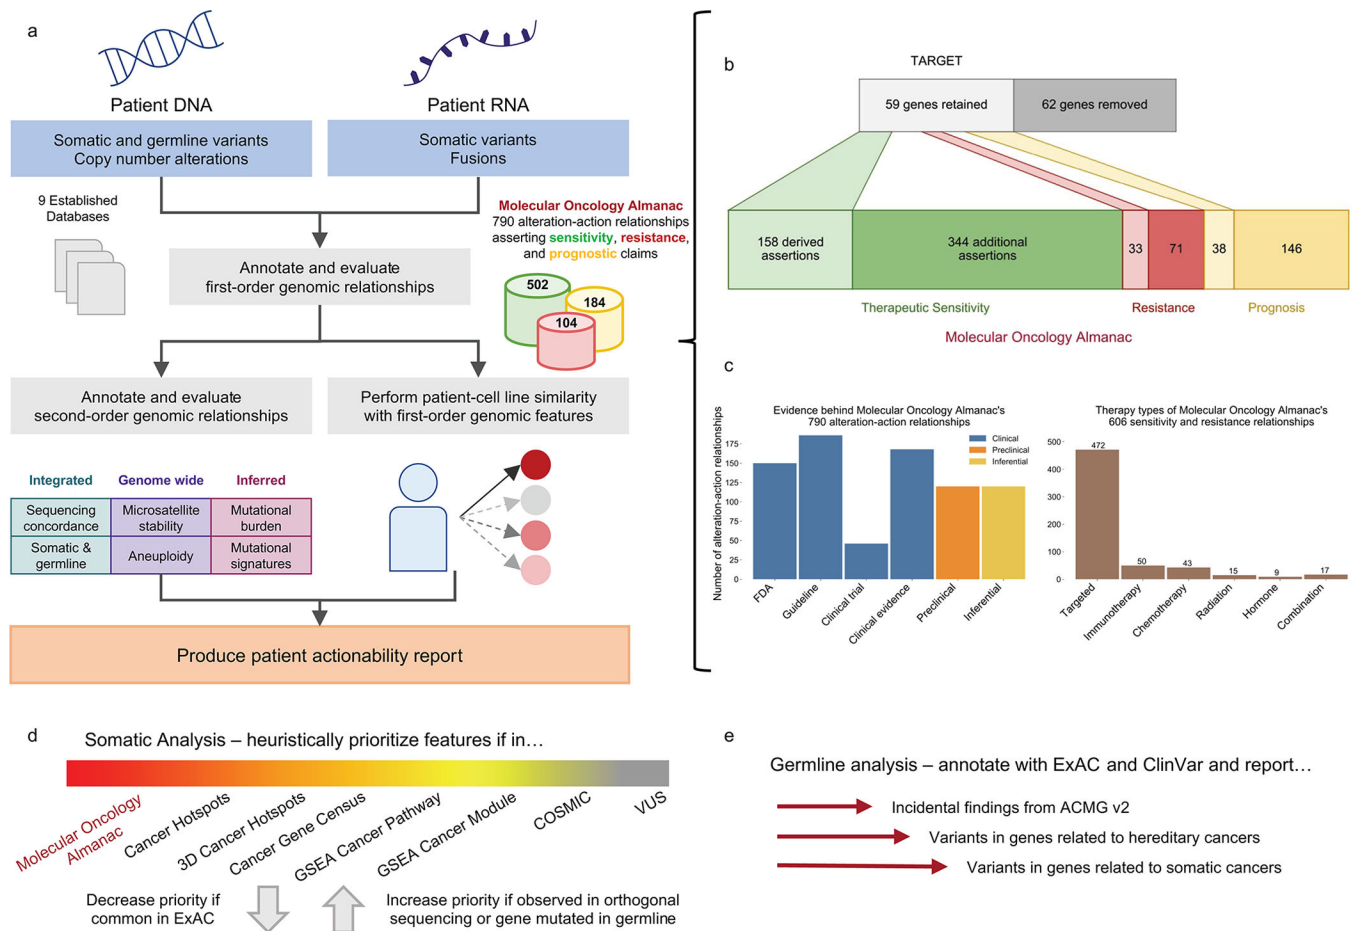 a
Patient DNA
Patient RNA
Somatic and germline variants
Copy number alterations
Somatic variants
Fusions
9 Established
Databases
Molecular Oncology Almanac
790 alteration-action relationships
asserting sensitivity, resistance,
and prognostic claims
Annotate and evaluate
first-order genomic relationships
502
184
104
Annotate and evaluate
second-order genomic relationships
Perform patient-cell line similarity
with first-order genomic features
Integrated
Genome wide
Inferred
Sequencing
concordance
Microsatellite
stability
Mutational
burden
Somatic &
germline
Aneuploidy
Mutational
signatures
Produce patient actionability report
b
TARGET
59 genes retained
62 genes removed
158 derived
assertions
344 additional
assertions
33
71
38
146
Therapeutic Sensitivity
Resistance
Prognosis
Molecular Oncology Almanac
c
Evidence behind Molecular Oncology Almanac's
790 alteration-action relationships
Number of alteration-action relationships
175
150
125
100
75
50
25
0
Clinical
Preclinical
Inferential
FDA
Guideline
Clinical trial
Clinical evidence
Preclinical
Inferential
Therapy types of Molecular Oncology Almanac's
606 sensitivity and resistance relationships
500
400
300
200
100
0
472
50
43
15
9
17
Targeted
Immunotherapy
Chemotherapy
Radiation
Hormone
Combination
d
Somatic Analysis – heuristically prioritize features if in…
Molecular Oncology
Almanac
Cancer Hotspots
3D Cancer Hotspots
Cancer Gene Census
GSEA Cancer Pathway
GSEA Cancer Module
COSMIC
VUS
Decrease priority if
common in ExAC
Increase priority if observed in orthogonal
sequencing or gene mutated in germline
e
Germline analysis – annotate with ExAC and ClinVar and report…
Incidental findings from ACMG v2
Variants in genes related to hereditary cancers
Variants in genes related to somatic cancers